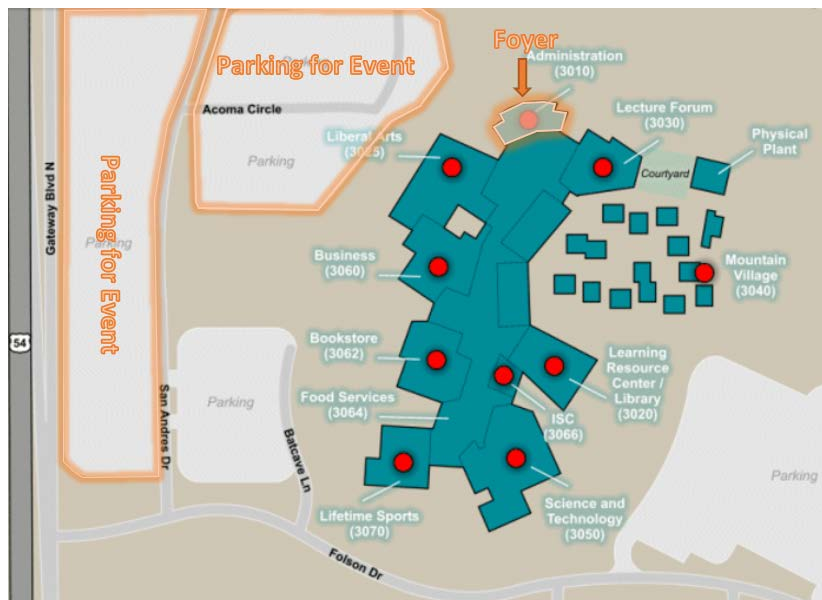 Foyer
Parking for Event
Administration
(3010)
Acoma Circle
Lecture Forum
(3030)
Liberal Arts
Physical
Plant
Parking
Courtyard
Gateway Blvd N
Parking
Parking for Event
Business
(3060)
Mountain
Village
(3040)
54
Bookstore
(3062)
Learning
Resource
Center /
Library
(3020)
Parking
San Andres Dr
Batcave Ln
Food Services
(3064)
ISC
(3066)
Parking
Lifetime Sports
(3070)
Science and
Technology
(3050)
Folson Dr